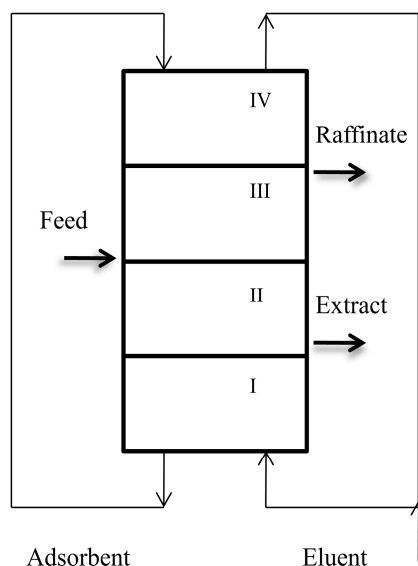 IV
Raffinate
III
Feed
II
Extract
I
Adsorbent
Eluent